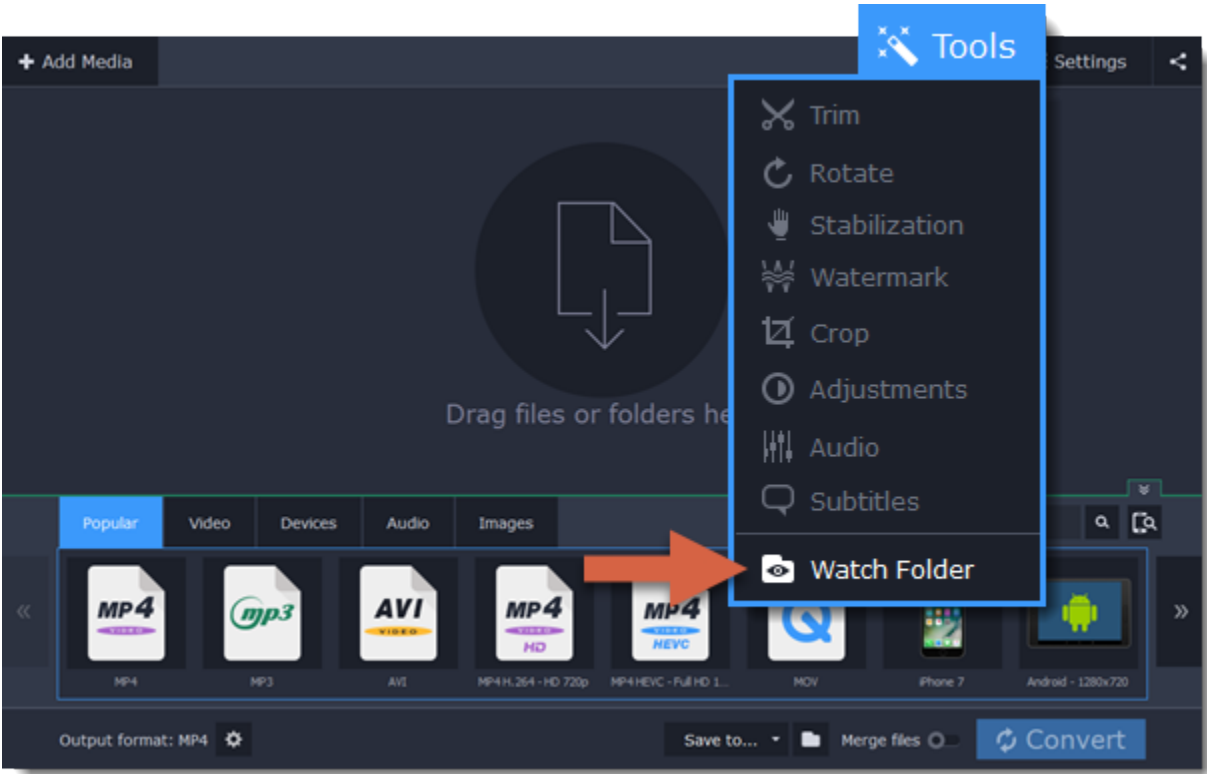 Tools
Add Media
Settings
Trim
Rotate
Stabilization
Watermark
Crop
Adjustments
Audio
Subtitles
Watch Folder
Drag files or folders he
Popular
Video
Devices
Audio
Images
MP4
VIDEO
mp3
AVI
VIDEO
MP4
VIDEO
HD
MP4
VIDEO
HEVC
MP4
MP3
AVI
MP4 H.264 - HD 720p
MP4 HEVC - Full HD 1...
MOV
iPhone 7
Android - 1280x720
Output format: MP4
Save to...
Merge files
Convert